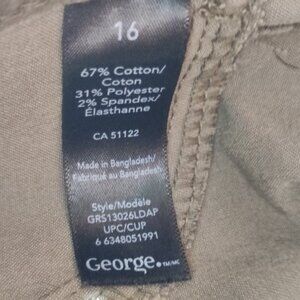 16
67% Cotton/
Coton
31% Polyester
2% Spandex/
Élasthanne
CA 51122
Made in Bangladesh/
Fabriqué au Bangladesh
Style/Modèle
GRS13026LDAP
UPC/CUP
6 6348051991
George.